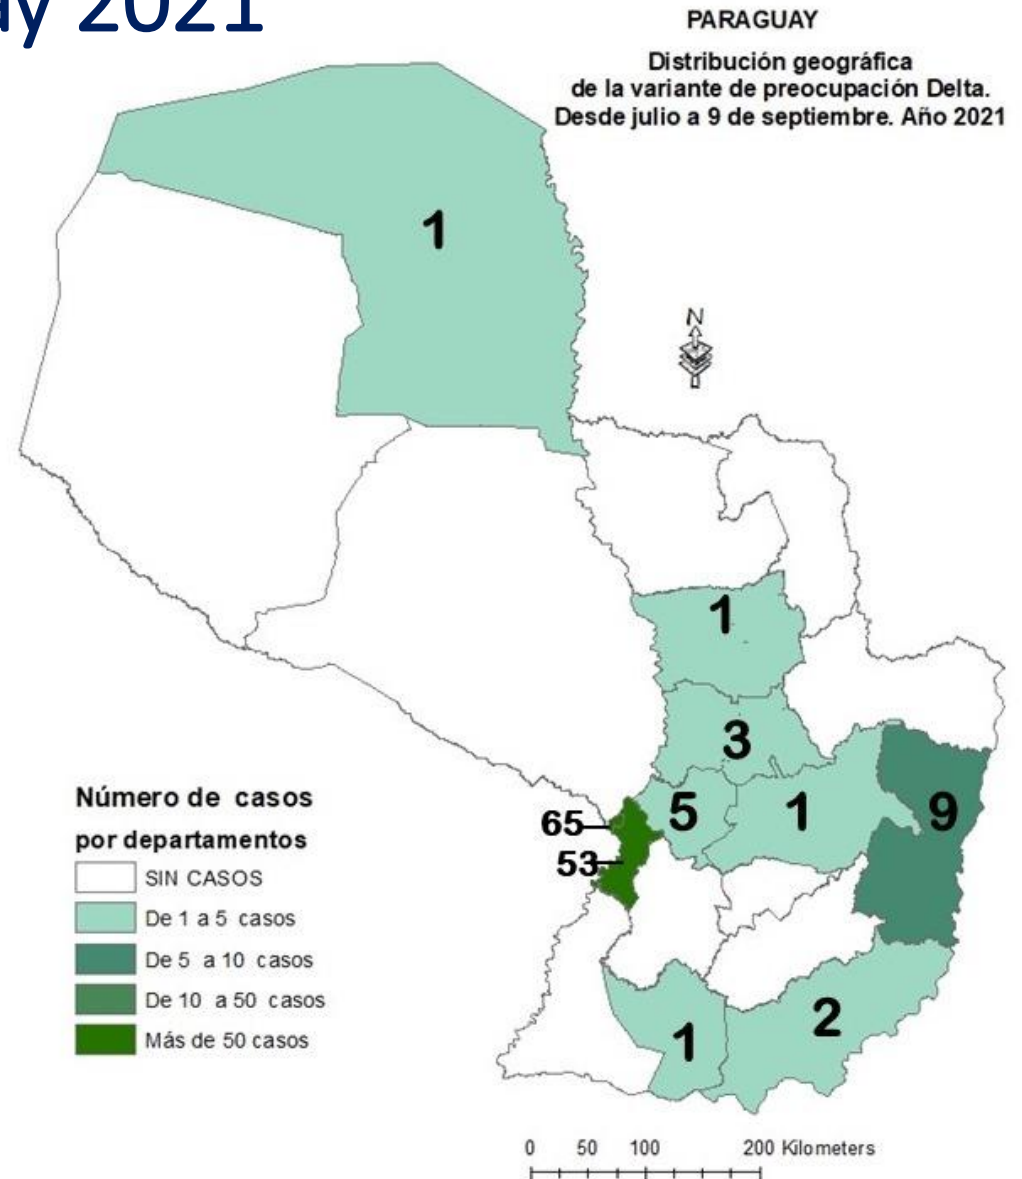 2021
PARAGUAY
Distribución geográfica
de la variante de preocupación Delta.
Desde julio a 9 de septiembre. Año 2021
1
N
1
3
5
1
9
65
53
2
1
Número de casos
por departamentos
SIN CASOS
De 1 a 5 casos
De 5 a 10 casos
De 10 a 50 casos
Más de 50 casos
0 50 100 200 Kilometers